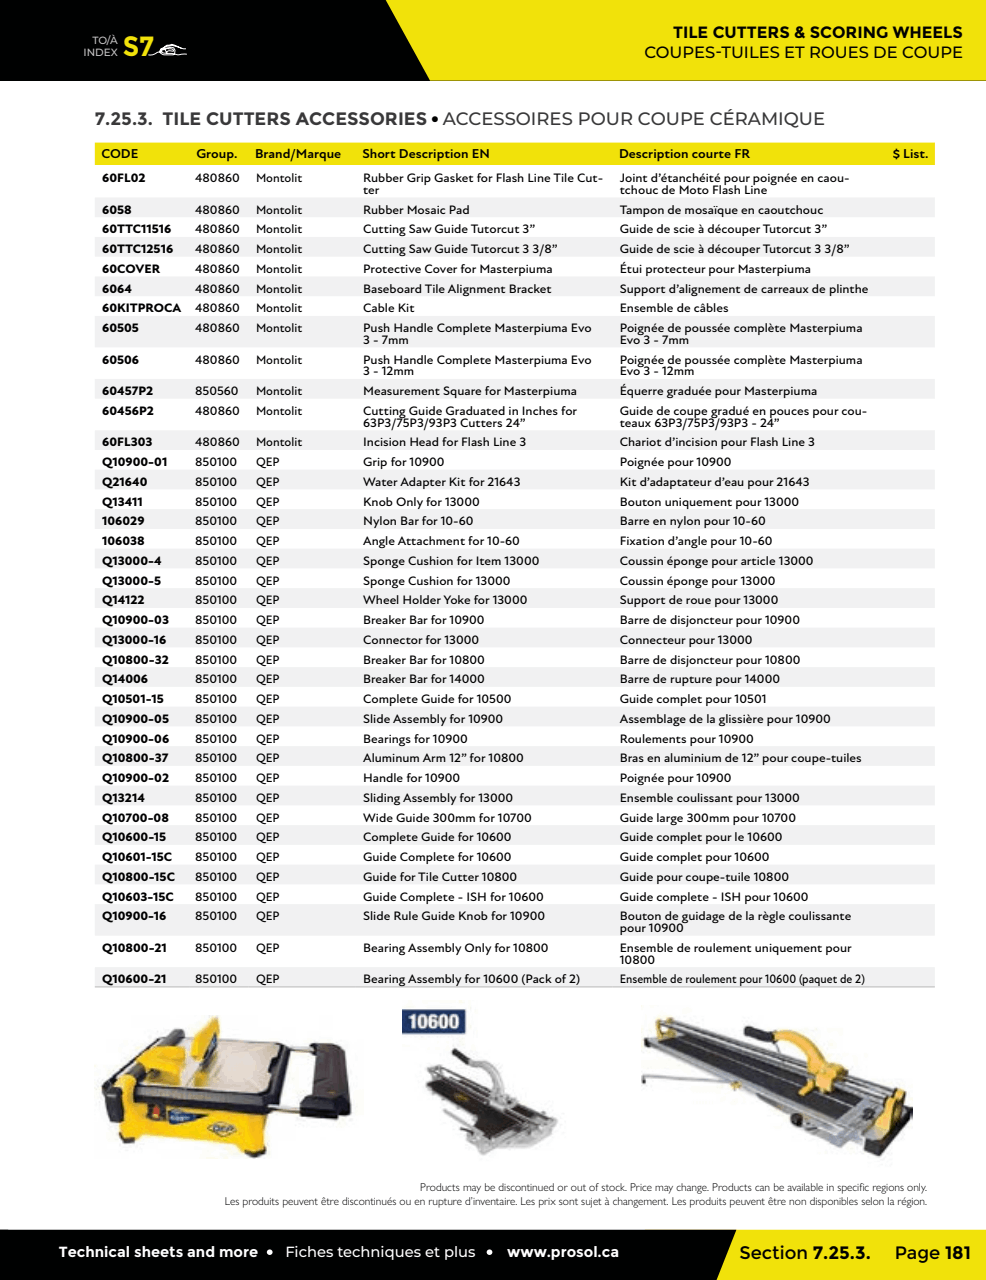 TO/À
INDEX S7
TILE CUTTERS & SCORING WHEELS
COUPES-TUILES ET ROUES DE COUPE
7.25.3. TILE CUTTERS ACCESSORIES • ACCESSOIRES POUR COUPE CÉRAMIQUE
CODE Group. Brand/Marque Short Description EN Description courte FR $ List.
60FL02 480860 Montolit Rubber Grip Gasket for Flash Line Tile Cut- Joint d’étanchéité pour poignée en caou-
ter tchouc de Moto Flash Line
6058 480860 Montolit Rubber Mosaic Pad Tampon de mosaïque en caoutchouc
60TTC11516 480860 Montolit Cutting Saw Guide Tutorcut 3” Guide de scie à découper Tutorcut 3”
60TTC12516 480860 Montolit Cutting Saw Guide Tutorcut 3 3/8” Guide de scie à découper Tutorcut 3 3/8”
60COVER 480860 Montolit Protective Cover for Masterpiuma Étui protecteur pour Masterpiuma
6064 480860 Montolit Baseboard Tile Alignment Bracket Support d’alignement de carreaux de plinthe
60KITPROCA 480860 Montolit Cable Kit Ensemble de câbles
60505 480860 Montolit Push Handle Complete Masterpiuma Evo Poignée de poussée complète Masterpiuma
3 - 7mm Evo 3 - 7mm
60506 480860 Montolit Push Handle Complete Masterpiuma Evo Poignée de poussée complète Masterpiuma
3 - 12mm Evo 3 - 12mm
60457P2 850560 Montolit Measurement Square for Masterpiuma Équerre graduée pour Masterpiuma
60456P2 480860 Montolit Cutting Guide Graduated in Inches for Guide de coupe gradué en pouces pour cou-
63P3/75P3/93P3 Cutters 24” teaux 63P3/75P3/93P3 - 24”
60FL303 480860 Montolit Incision Head for Flash Line 3 Chariot d’incision pour Flash Line 3
Q10900-01 850100 QEP Grip for 10900 Poignée pour 10900
Q21640 850100 QEP Water Adapter Kit for 21643 Kit d’adaptateur d’eau pour 21643
Q13411 850100 QEP Knob Only for 13000 Bouton uniquement pour 13000
106029 850100 QEP Nylon Bar for 10-60 Barre en nylon pour 10-60
106038 850100 QEP Angle Attachment for 10-60 Fixation d’angle pour 10-60
Q13000-4 850100 QEP Sponge Cushion for Item 13000 Coussin éponge pour article 13000
Q13000-5 850100 QEP Sponge Cushion for 13000 Coussin éponge pour 13000
Q14122 850100 QEP Wheel Holder Yoke for 13000 Support de roue pour 13000
Q10900-03 850100 QEP Breaker Bar for 10900 Barre de disjoncteur pour 10900
Q13000-16 850100 QEP Connector for 13000 Connecteur pour 13000
Q10800-32 850100 QEP Breaker Bar for 10800 Barre de disjoncteur pour 10800
Q14006 850100 QEP Breaker Bar for 14000 Barre de rupture pour 14000
Q10501-15 850100 QEP Complete Guide for 10500 Guide complet pour 10501
Q10900-05 850100 QEP Slide Assembly for 10900 Assemblage de la glissière pour 10900
Q10900-06 850100 QEP Bearings for 10900 Roulements pour 10900
Q10800-37 850100 QEP Aluminum Arm 12” for 10800 Bras en aluminium de 12” pour coupe-tuiles
Q10900-02 850100 QEP Handle for 10900 Poignée pour 10900
Q13214 850100 QEP Sliding Assembly for 13000 Ensemble coulissant pour 13000
Q10700-08 850100 QEP Wide Guide 300mm for 10700 Guide large 300mm pour 10700
Q10600-15 850100 QEP Complete Guide for 10600 Guide complet pour le 10600
Q10601-15C 850100 QEP Guide Complete for 10600 Guide complet pour 10600
Q10800-15C 850100 QEP Guide for Tile Cutter 10800 Guide pour coupe-tuile 10800
Q10603-15C 850100 QEP Guide Complete - ISH for 10600 Guide complete - ISH pour 10600
Q10900-16 850100 QEP Slide Rule Guide Knob for 10900 Bouton de guidage de la règle coulissante
pour 10900
Q10800-21 850100 QEP Bearing Assembly Only for 10800 Ensemble de roulement uniquement pour
10800
Q10600-21 850100 QEP Bearing Assembly for 10600 (Pack of 2) Ensemble de roulement pour 10600 (paquet de 2)
10600
QEP
Products may be discontinued or out of stock. Price may change. Products can be available in specific regions only.
Les produits peuvent être discontinués ou en rupture d’inventaire. Les prix sont sujet à changement. Les produits peuvent être non disponibles selon la région.
Technical sheets and more • Fiches techniques et plus • www.prosol.ca
Section 7.25.3. Page 181